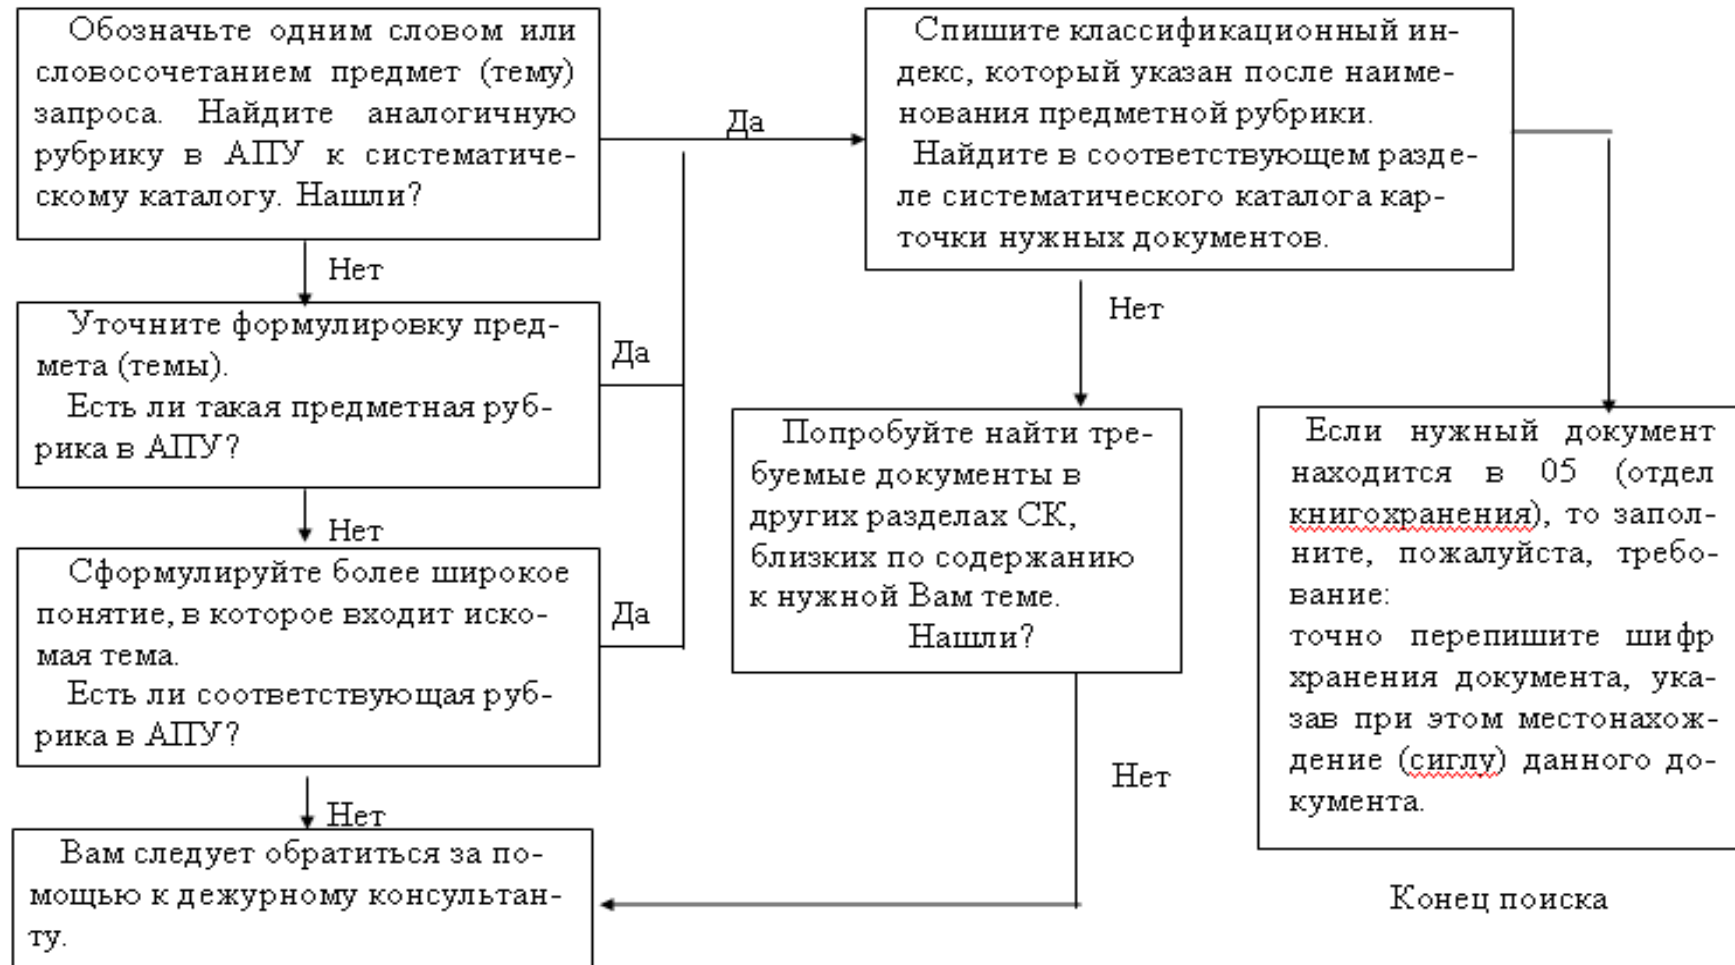 Обозначьте одним словом или
словосочетанием предмет (тему)
запроса. Найдите аналогичную
рубрику в АПУ к систематиче-
скому каталогу. Нашли?
Да
Нет
Уточните формулировку пред-
мета (темы).
Есть ли такая предметная руб-
рика в АПУ?
Да
Нет
Сформулируйте более широкое
понятие, в которое входит иско-
мая тема.
Есть ли соответствующая руб-
рика в АПУ?
Да
Нет
Вам следует обратиться за по-
мощью к дежурному консультан-
ту.
Спишите классификационный ин-
декс, который указан после наиме-
нования предметной рубрики.
Найдите в соответствующем разде-
ле систематического каталога кар-
точки нужных документов.
Нет
Попробуйте найти тре-
буемые документы в
других разделах СК,
близких по содержанию
к нужной Вам теме.
Нашли?
Нет
Если нужный документ
находится в 05 (отдел
книгохранения), то запол-
ните, пожалуйста, требо-
вание:
точно перепишите шифр
хранения документа, ука-
зав при этом местонахож-
дение (сиглу) данного до-
кумента.
Конец поиска